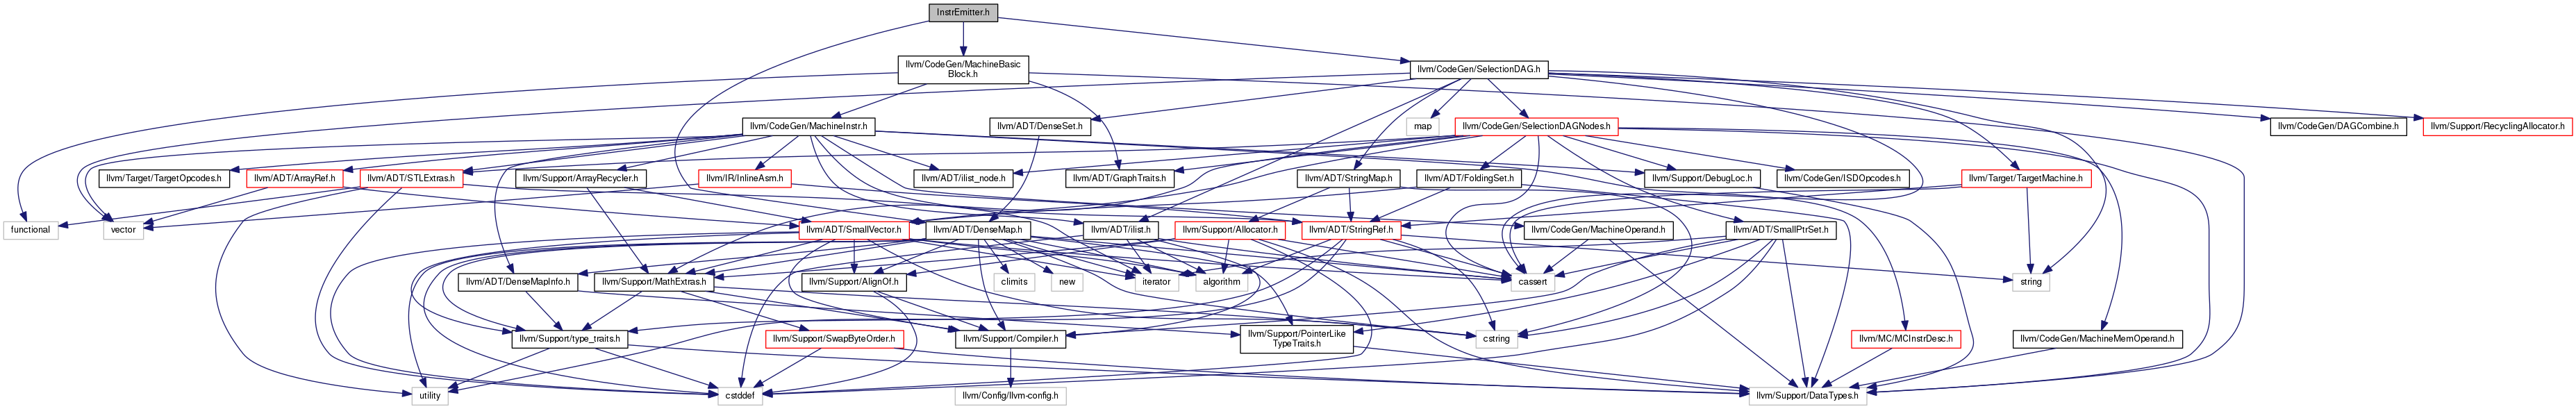 InstrEmitter.h
llvm/CodeGen/MachineBasic
Block.h
llvm/CodeGen/SelectionDAG.h
llvm/CodeGen/MachineInstr.h
llvm/ADT/DenseSet.h
map
llvm/CodeGen/SelectionDAGNodes.h
llvm/CodeGen/DAGCombine.h
llvm/Support/RecyclingAllocator.h
llvm/Target/TargetOpcodes.h
llvm/ADT/ArrayRef.h
llvm/ADT/STLExtras.h
llvm/Support/ArrayRecycler.h
llvm/IR/InlineAsm.h
llvm/ADT/ilist_node.h
llvm/ADT/GraphTraits.h
llvm/ADT/StringMap.h
llvm/ADT/FoldingSet.h
llvm/Support/DebugLoc.h
llvm/CodeGen/ISDOpcodes.h
llvm/Target/TargetMachine.h
functional
vector
llvm/ADT/SmallVector.h
llvm/ADT/DenseMap.h
llvm/ADT/ilist.h
llvm/Support/Allocator.h
llvm/ADT/StringRef.h
llvm/CodeGen/MachineOperand.h
llvm/ADT/SmallPtrSet.h
llvm/ADT/DenseMapInfo.h
llvm/Support/MathExtras.h
llvm/Support/AlignOf.h
climits
new
iterator
algorithm
cassert
string
llvm/Support/type_traits.h
llvm/Support/SwapByteOrder.h
llvm/Support/Compiler.h
llvm/Support/PointerLike
TypeTraits.h
cstring
llvm/MC/MCInstrDesc.h
llvm/CodeGen/MachineMemOperand.h
utility
cstddef
llvm/Config/llvm-config.h
llvm/Support/DataTypes.h